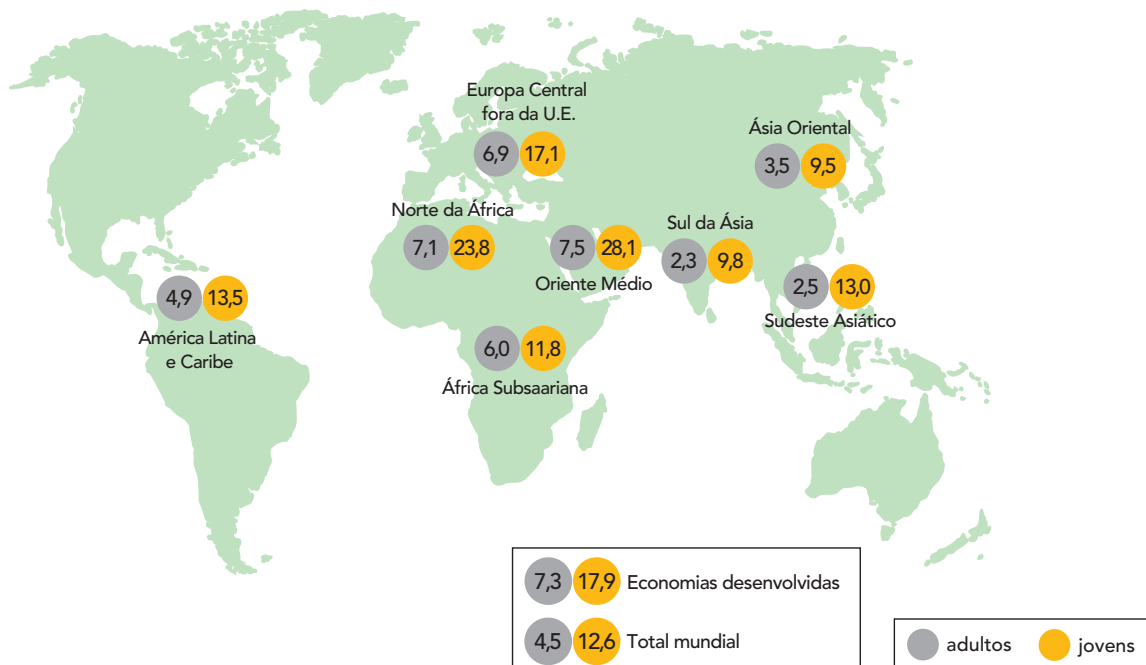 Europa Central
fora da U.E.
6,9 17,1
Ásia Oriental
3,5 9,5
Norte da África
7,1 23,8
7,5 28,1
Oriente Médio
Sul da Ásia
2,3 9,8
4,9 13,5
América Latina
e Caribe
2,5 13,0
Sudeste Asiático
6,0 11,8
África Subsaariana
7,3 17,9 Economias desenvolvidas
4,5 12,6 Total mundial
adultos jovens